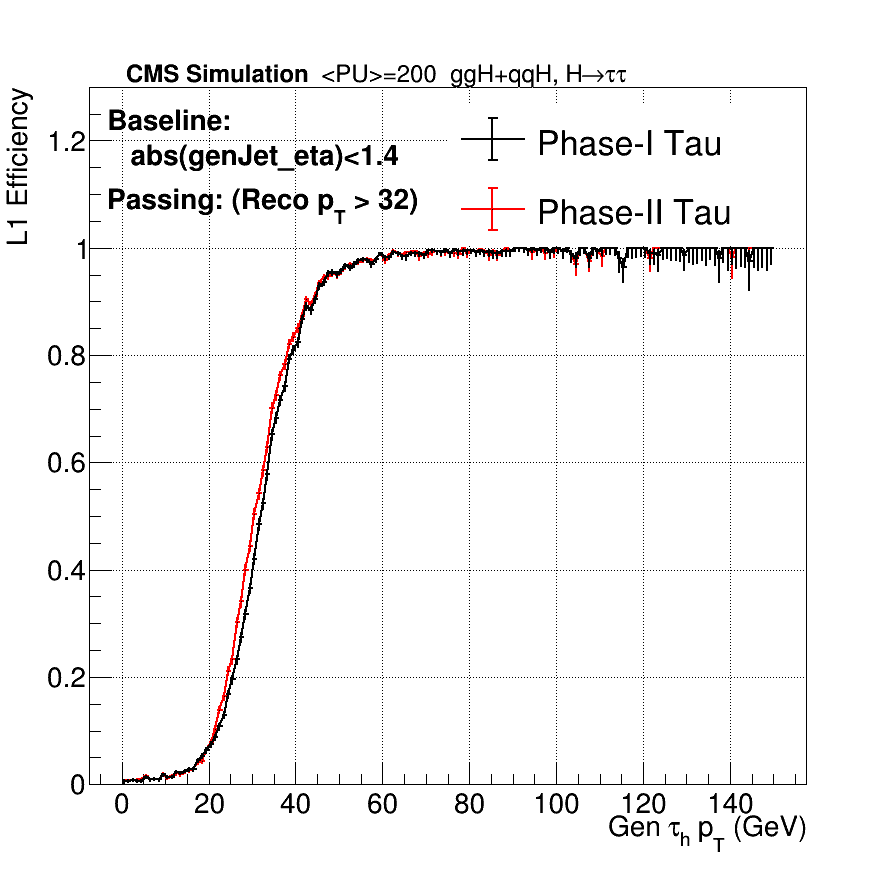 CMS Simulation <PU>=200 ggH+qqH, H→ττ
L1 Efficiency
Baseline:
abs(genJet_eta)<1.4
Passing: (Reco p_T > 32)
Phase-I Tau
Phase-II Tau
1.2
1
0.8
0.6
0.4
0.2
0
0 20 40 60 80 100 120 140
Gen τ_h p_T (GeV)